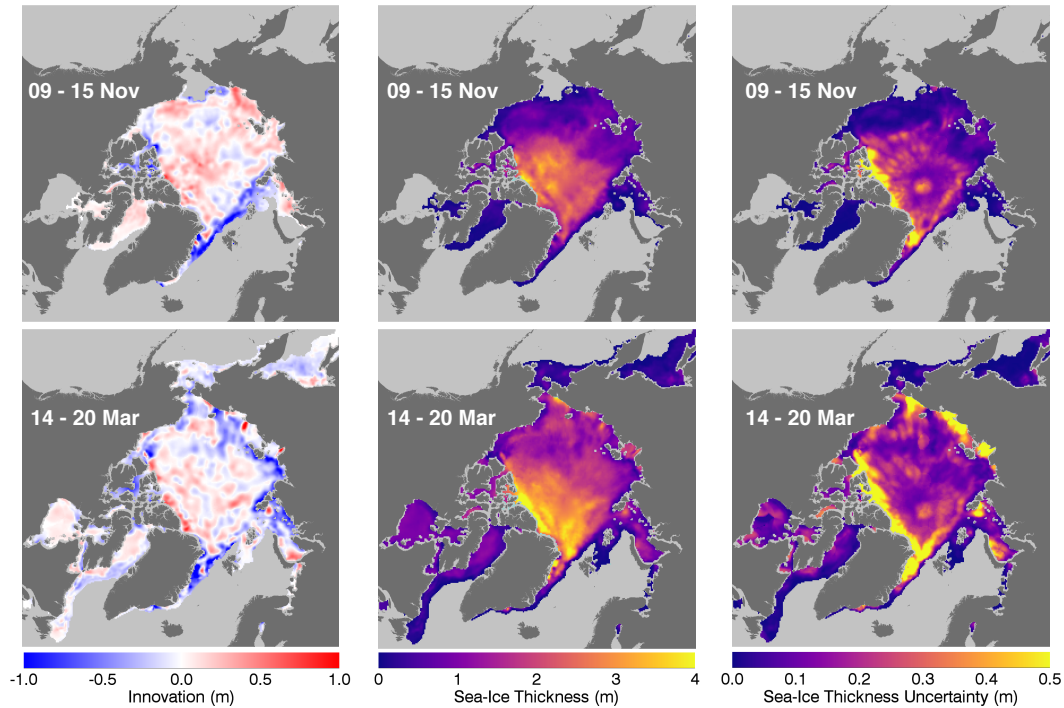 09 - 15 Nov
09 - 15 Nov
09 - 15 Nov
14 - 20 Mar
14 - 20 Mar
14 - 20 Mar
-1.0 -0.5 0.0 0.5 1.0
Innovation (m)
0 1 2 3 4
Sea-Ice Thickness (m)
0.0 0.1 0.2 0.3 0.4 0.5
Sea-Ice Thickness Uncertainty (m)